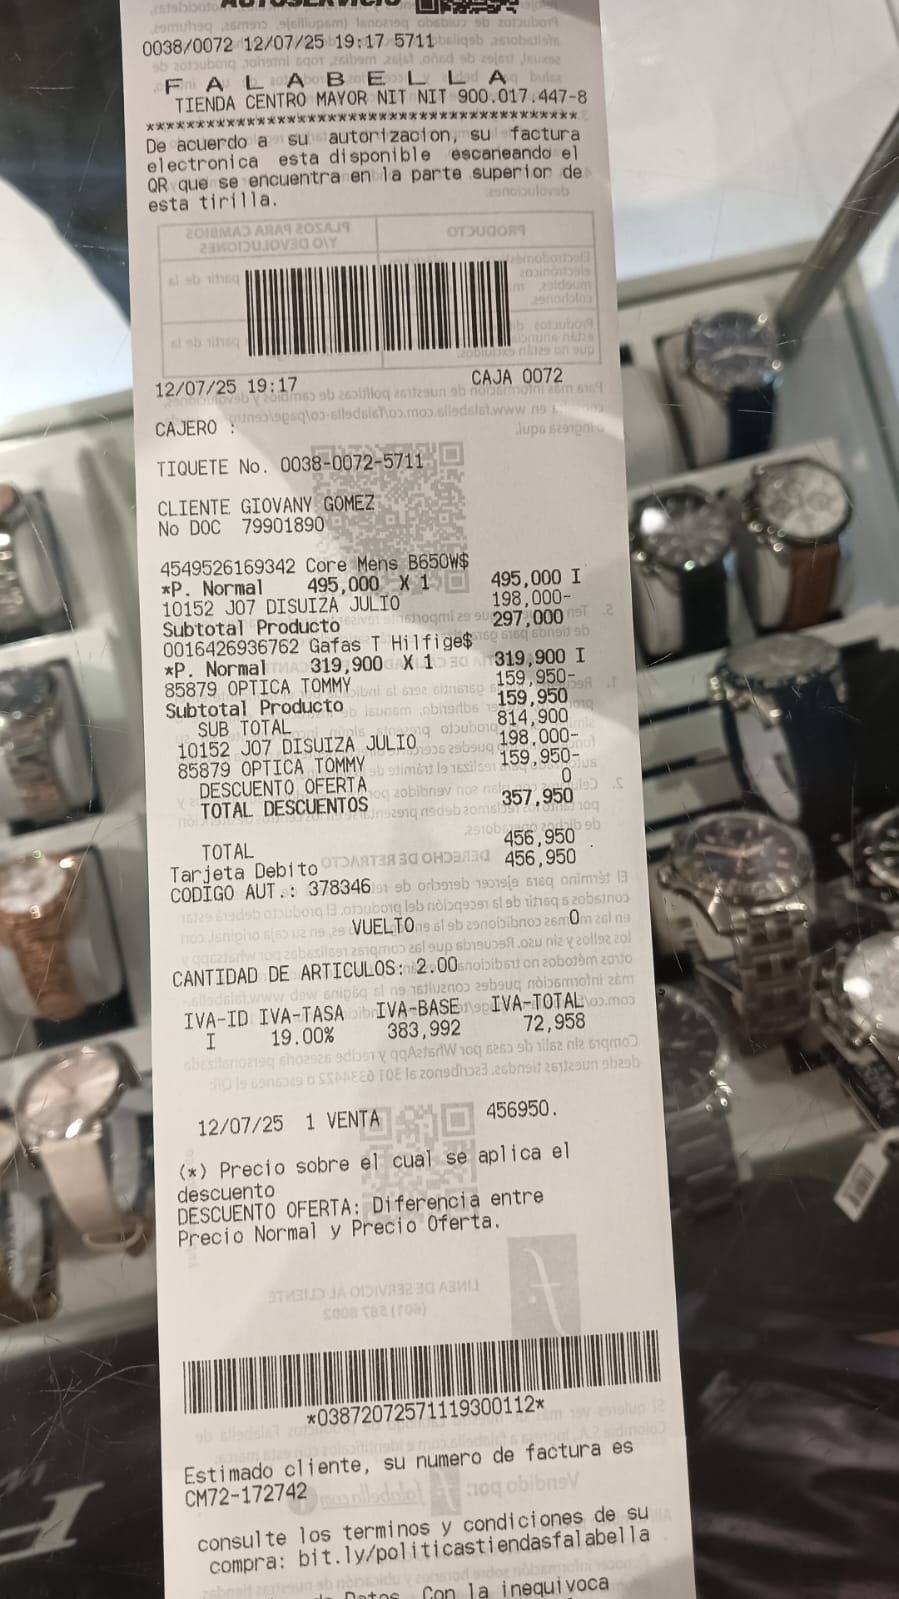 AUTOSERVICIO
0038/0072 12/07/25 19:17 5711
F A L A B E L L A
TIENDA CENTRO MAYOR NIT NIT 900.017.447-8
******************************************
De acuerdo a su autorizacion, su factura
electronica esta disponible escaneando el
QR que se encuentra en la parte superior de
esta tirilla.
12/07/25 19:17 CAJA 0072
CAJERO :
TIQUETE No. 0038-0072-5711
CLIENTE GIOVANY GOMEZ
No DOC 79901890
4549526169342 Core Mens B650W$
*P. Normal 495,000 X 1 495,000 I
10152 JO7 DISUIZA JULIO 198,000-
Subtotal Producto 297,000
0016426936762 Gafas T Hilfige$
*P. Normal 319,900 X 1 319,900 I
85879 OPTICA TOMMY 159,950-
Subtotal Producto 159,950
SUB TOTAL 814,900
10152 JO7 DISUIZA JULIO 198,000-
85879 OPTICA TOMMY 159,950-
DESCUENTO OFERTA 0
TOTAL DESCUENTOS 357,950
TOTAL 456,950
Tarjeta Debito 456,950
CODIGO AUT.: 378346
VUELTO 0
CANTIDAD DE ARTICULOS: 2.00
IVA-ID IVA-TASA IVA-BASE IVA-TOTAL
I 19.00% 383,992 72,958
12/07/25 1 VENTA 456950.
(*) Precio sobre el cual se aplica el
descuento
DESCUENTO OFERTA: Diferencia entre
Precio Normal y Precio Oferta.
*03872072571119300112*
Estimado cliente, su numero de factura es
CM72-172742
consulte los terminos y condiciones de su
compra: bit.ly/politicastiendasfalabella
Datos. Con la inequivoca